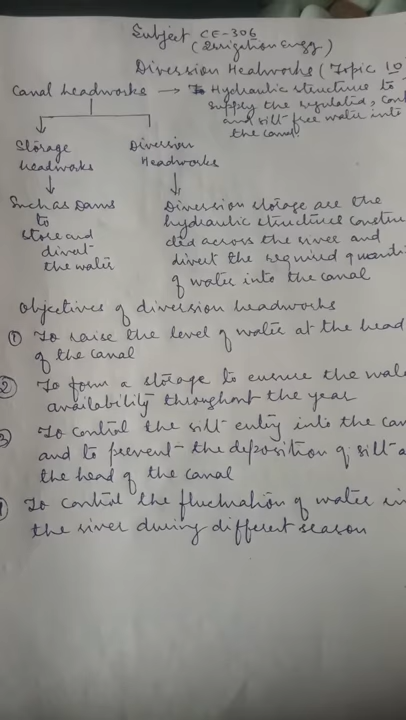 Subject CE-306
(Irrigation Engg)
Diversion Headworks (Topic 10
Canal headworks → To Hydraulic structure to
supply the regulated, cont
and silt free water into
the canal.
Storage headworks
Diversion Headworks
Such as Dams
to
store and
divert
the water
Diversion storage are the
hydraulic structure constru
cted across the river and
divert the required quanti
of water into the canal
Objectives of diversion headworks
① To raise the level of water at the head
of the canal
② To form a storage to ensure the wate
availability throughout the year
③ To control the silt entry into the can
and to prevent the deposition of silt a
the head of the canal
To control the fluctuation of water in
the river during different season